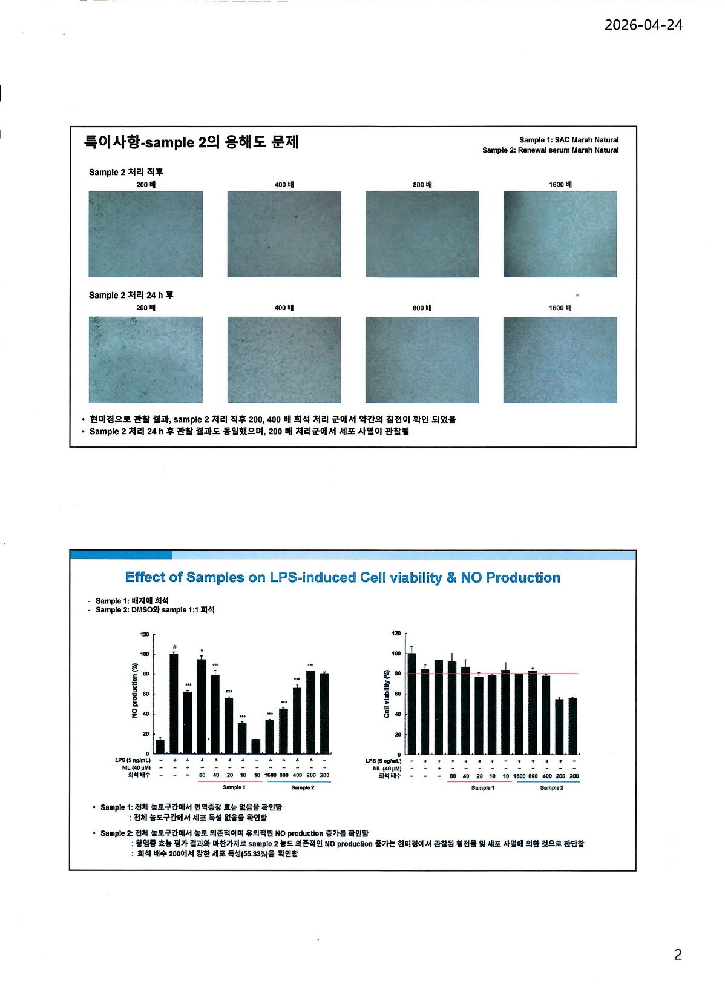 2026-04-24
특이사항-sample 2의 용해도 문제
Sample 1: SAC Marah Natural
Sample 2: Renewal serum Marah Natural
Sample 2 처리 직후
200 배 400 배 800 배 1600 배
Sample 2 처리 24 h 후
200 배 400 배 800 배 1600 배
• 현미경으로 관찰 결과, sample 2 처리 직후 200, 400 배 희석 처리 군에서 약간의 침전이 확인 되었음
• Sample 2 처리 24 h 후 관찰 결과도 동일했으며, 200 배 처리군에서 세포 사멸이 관찰됨
Effect of Samples on LPS-induced Cell viability & NO Production
- Sample 1: 배지에 희석
- Sample 2: DMSO와 sample 1:1 희석
NO production (%)
120
100
80
60
40
20
0
# *** * *** *** *** *** *** *** ***
LPS (5 ng/mL) - + + + + + + - + + + + -
NIL (40 µM) - - + - - - - - - - - - -
희석 배수 - - - 80 40 20 10 10 1600 800 400 200 200
Sample 1 Sample 2
Cell viability (%)
120
100
80
60
40
20
0
LPS (5 ng/mL) - + + + + + + - + + + + -
NIL (40 µM) - - + - - - - - - - - - -
희석 배수 - - - 80 40 20 10 10 1600 800 400 200 200
Sample 1 Sample 2
• Sample 1: 전체 농도구간에서 면역증강 효능 없음을 확인함
: 전체 농도구간에서 세포 독성 없음을 확인함
• Sample 2: 전체 농도구간에서 농도 의존적이며 유의적인 NO production 증가를 확인함
: 항염증 효능 평가 결과와 마찬가지로 sample 2 농도 의존적인 NO production 증가는 현미경에서 관찰된 침전물 및 세포 사멸에 의한 것으로 판단함
: 희석 배수 200에서 강한 세포 독성(55.33%)을 확인함
2